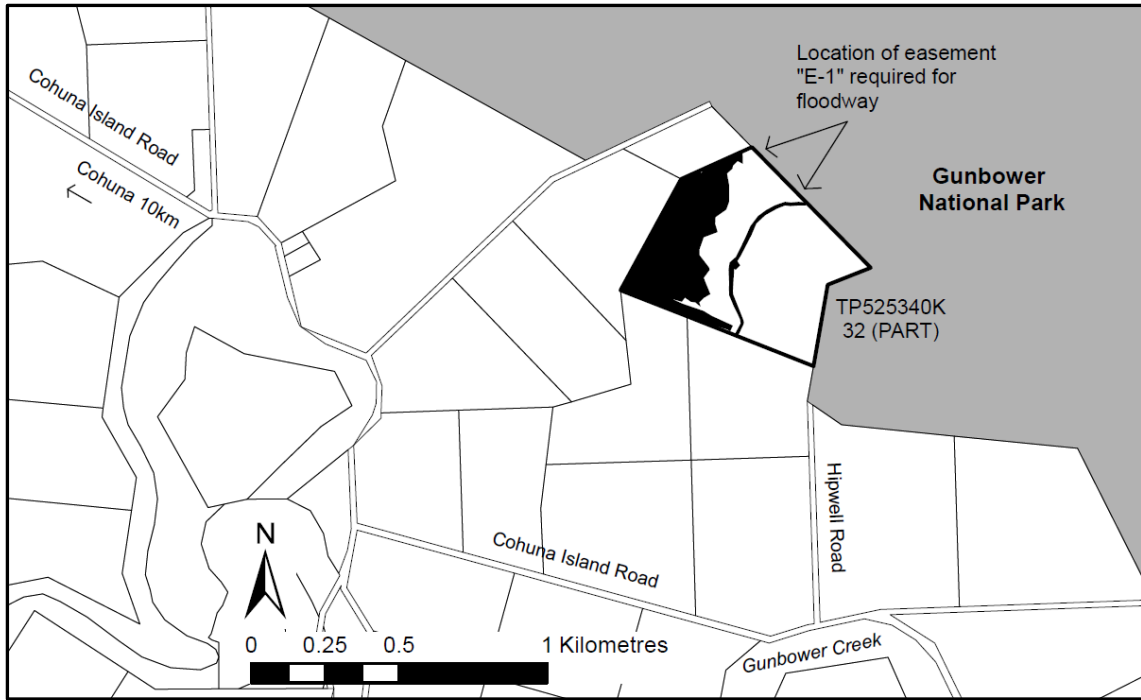 Location of easement
"E-1" required for
floodway
Cohuna Island Road
Cohuna 10km
Gunbower
National Park
TP525340K
32 (PART)
Hipwell Road
Cohuna Island Road
N
0 0.25 0.5 1 Kilometres
Gunbower Creek